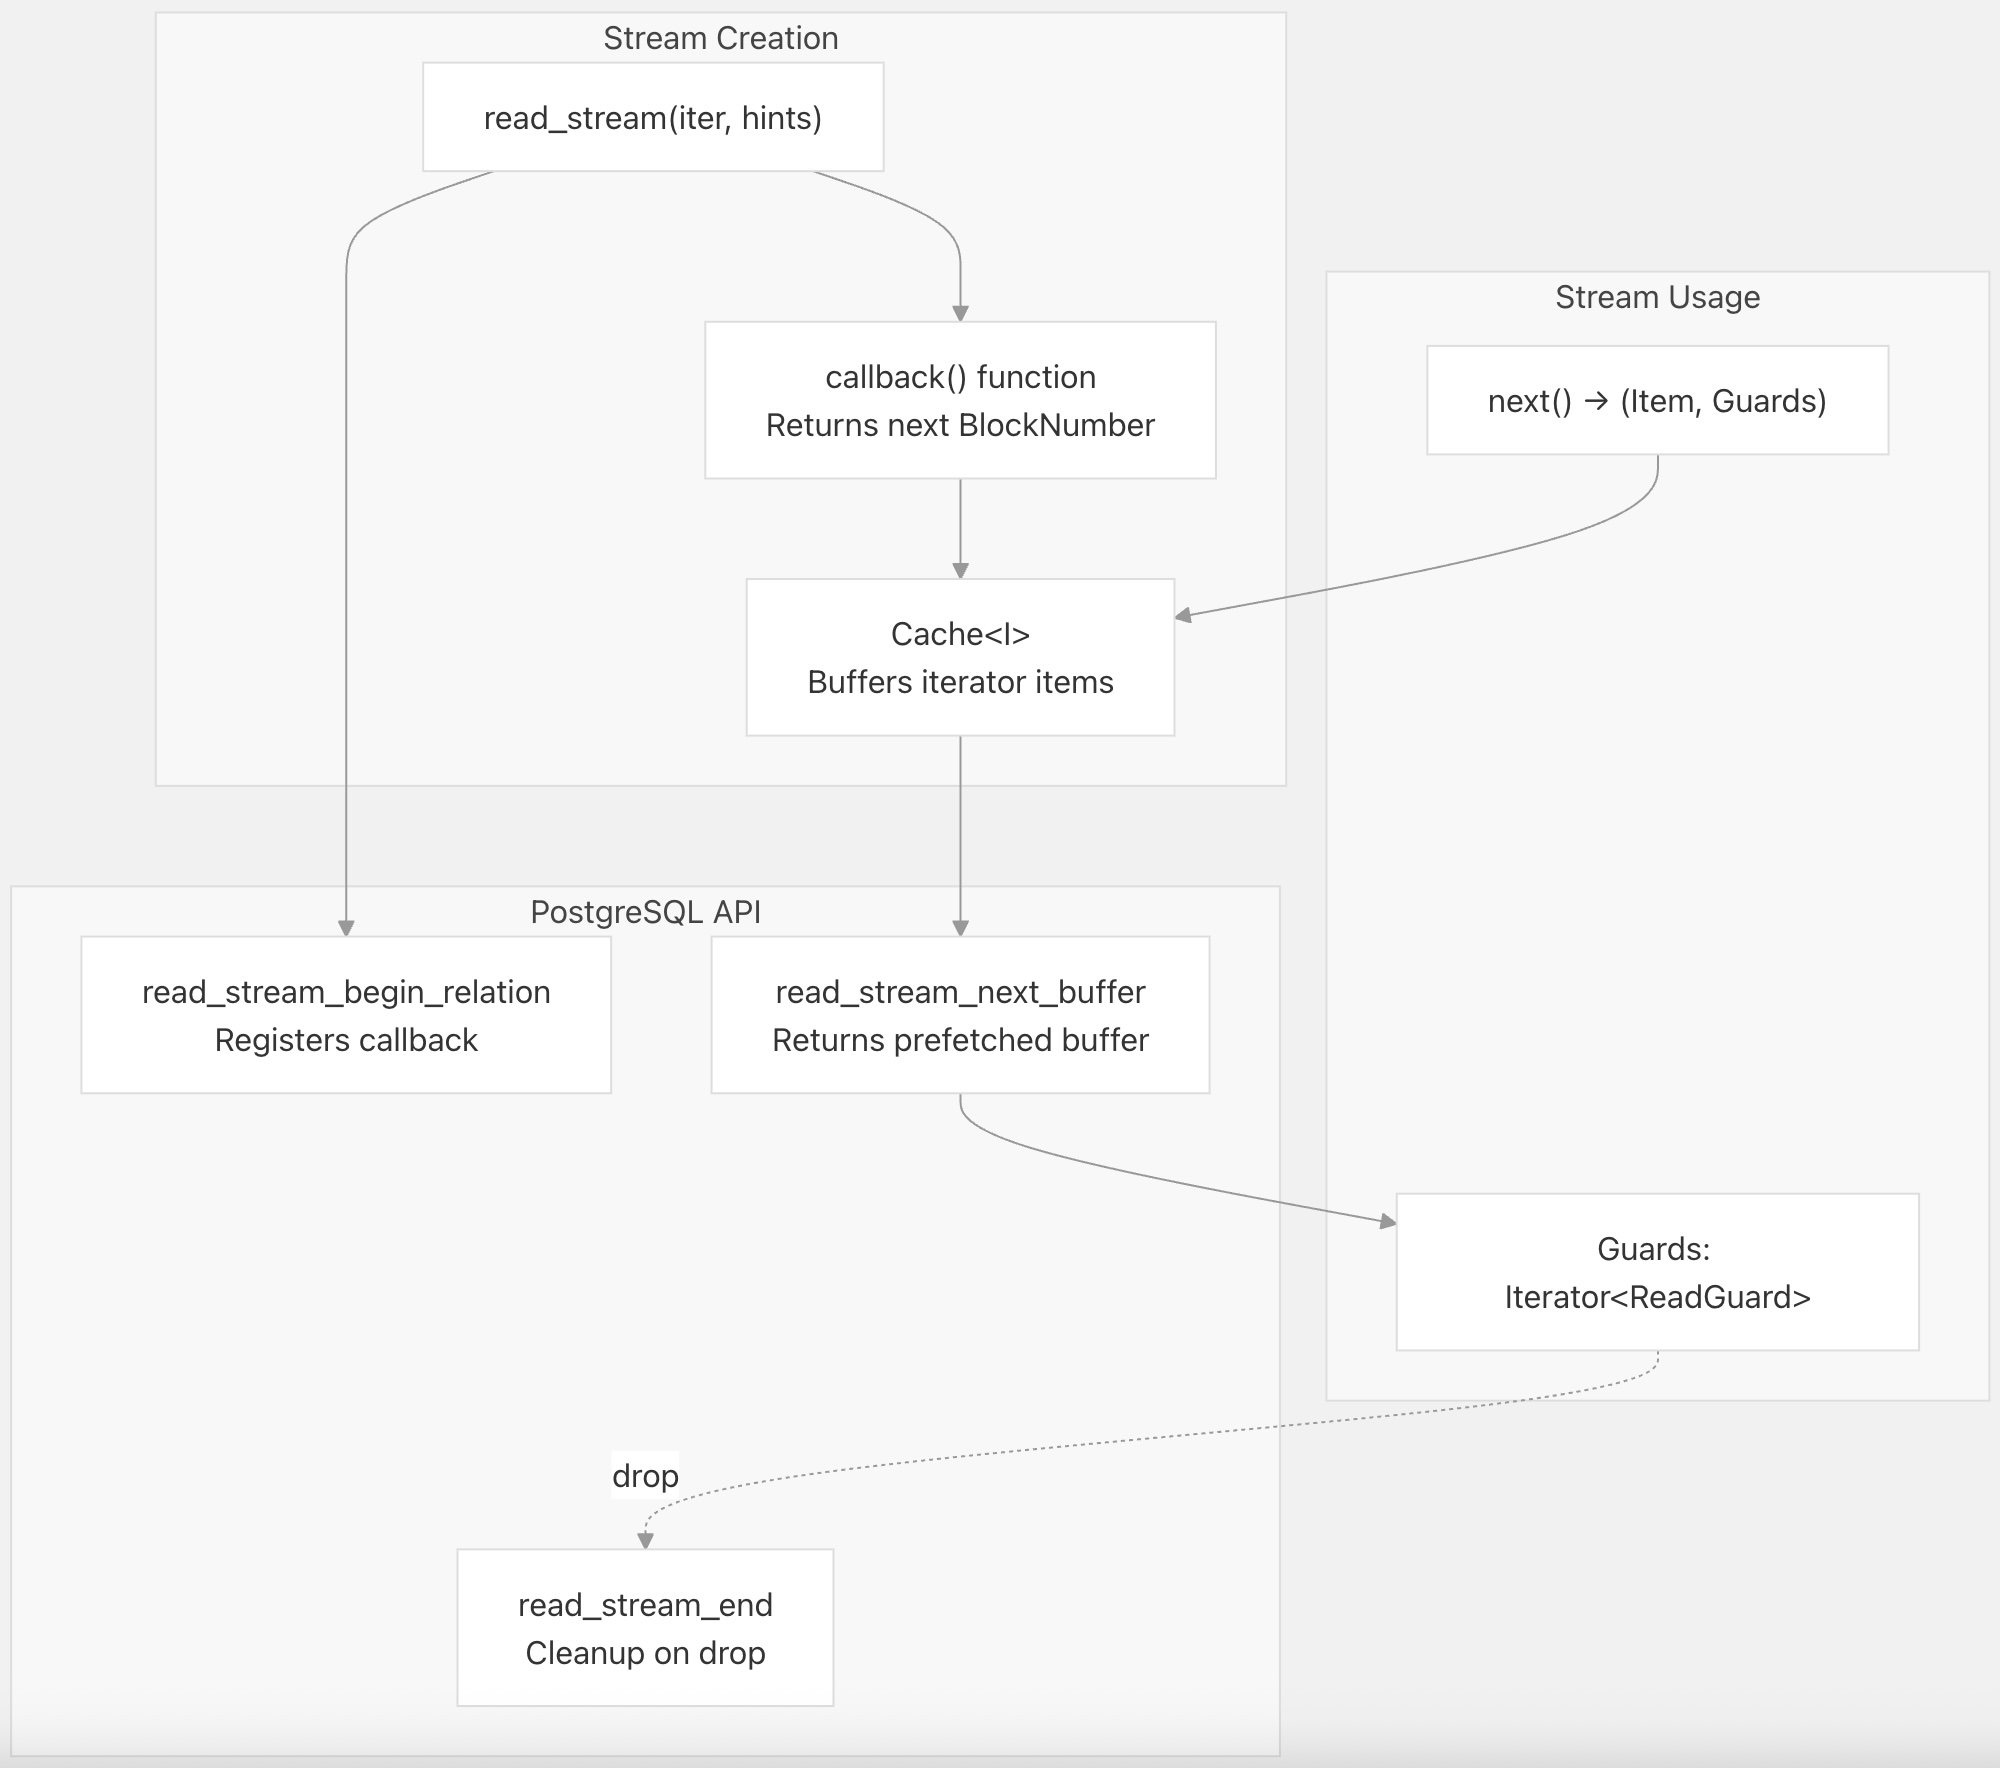 Stream Creation
read_stream(iter, hints)
callback() function
Returns next BlockNumber
Cache<I>
Buffers iterator items
Stream Usage
next() → (Item, Guards)
PostgreSQL API
read_stream_begin_relation
Registers callback
read_stream_next_buffer
Returns prefetched buffer
Guards:
Iterator<ReadGuard>
drop
read_stream_end
Cleanup on drop